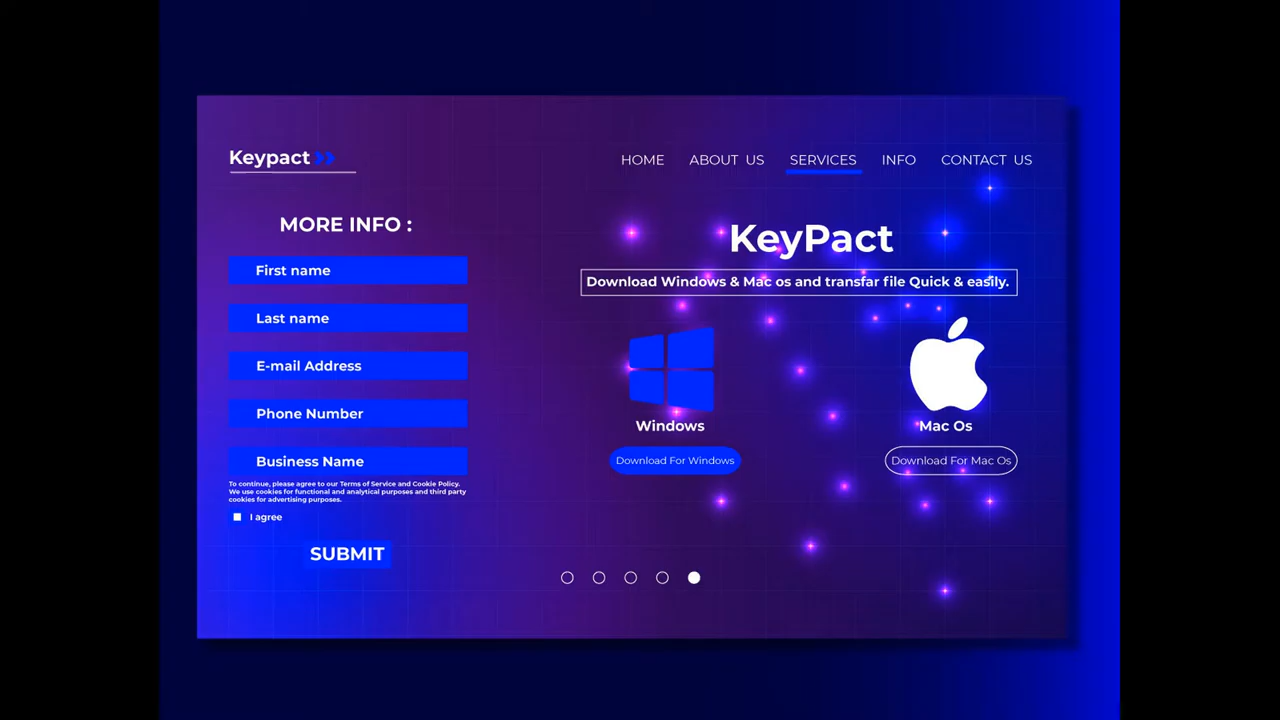 Keypact
HOME ABOUT US SERVICES INFO CONTACT US
MORE INFO :
First name
Last name
E-mail Address
Phone Number
Business Name
To continue, please agree to our Terms of Service and Cookie Policy.
We use cookies for functional and analytical purposes and third party
cookies for advertising purposes.
I agree
SUBMIT
KeyPact
Download Windows & Mac os and transfar file Quick & easily.
Windows
Download For Windows
Mac Os
Download For Mac Os